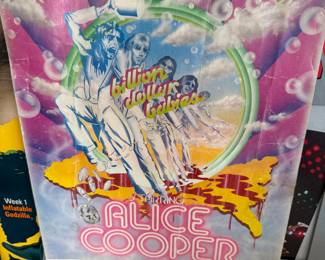 billion
dollar
babies
Week 1
Inflatable
Godzilla
STARRING
ALICE
COOPER